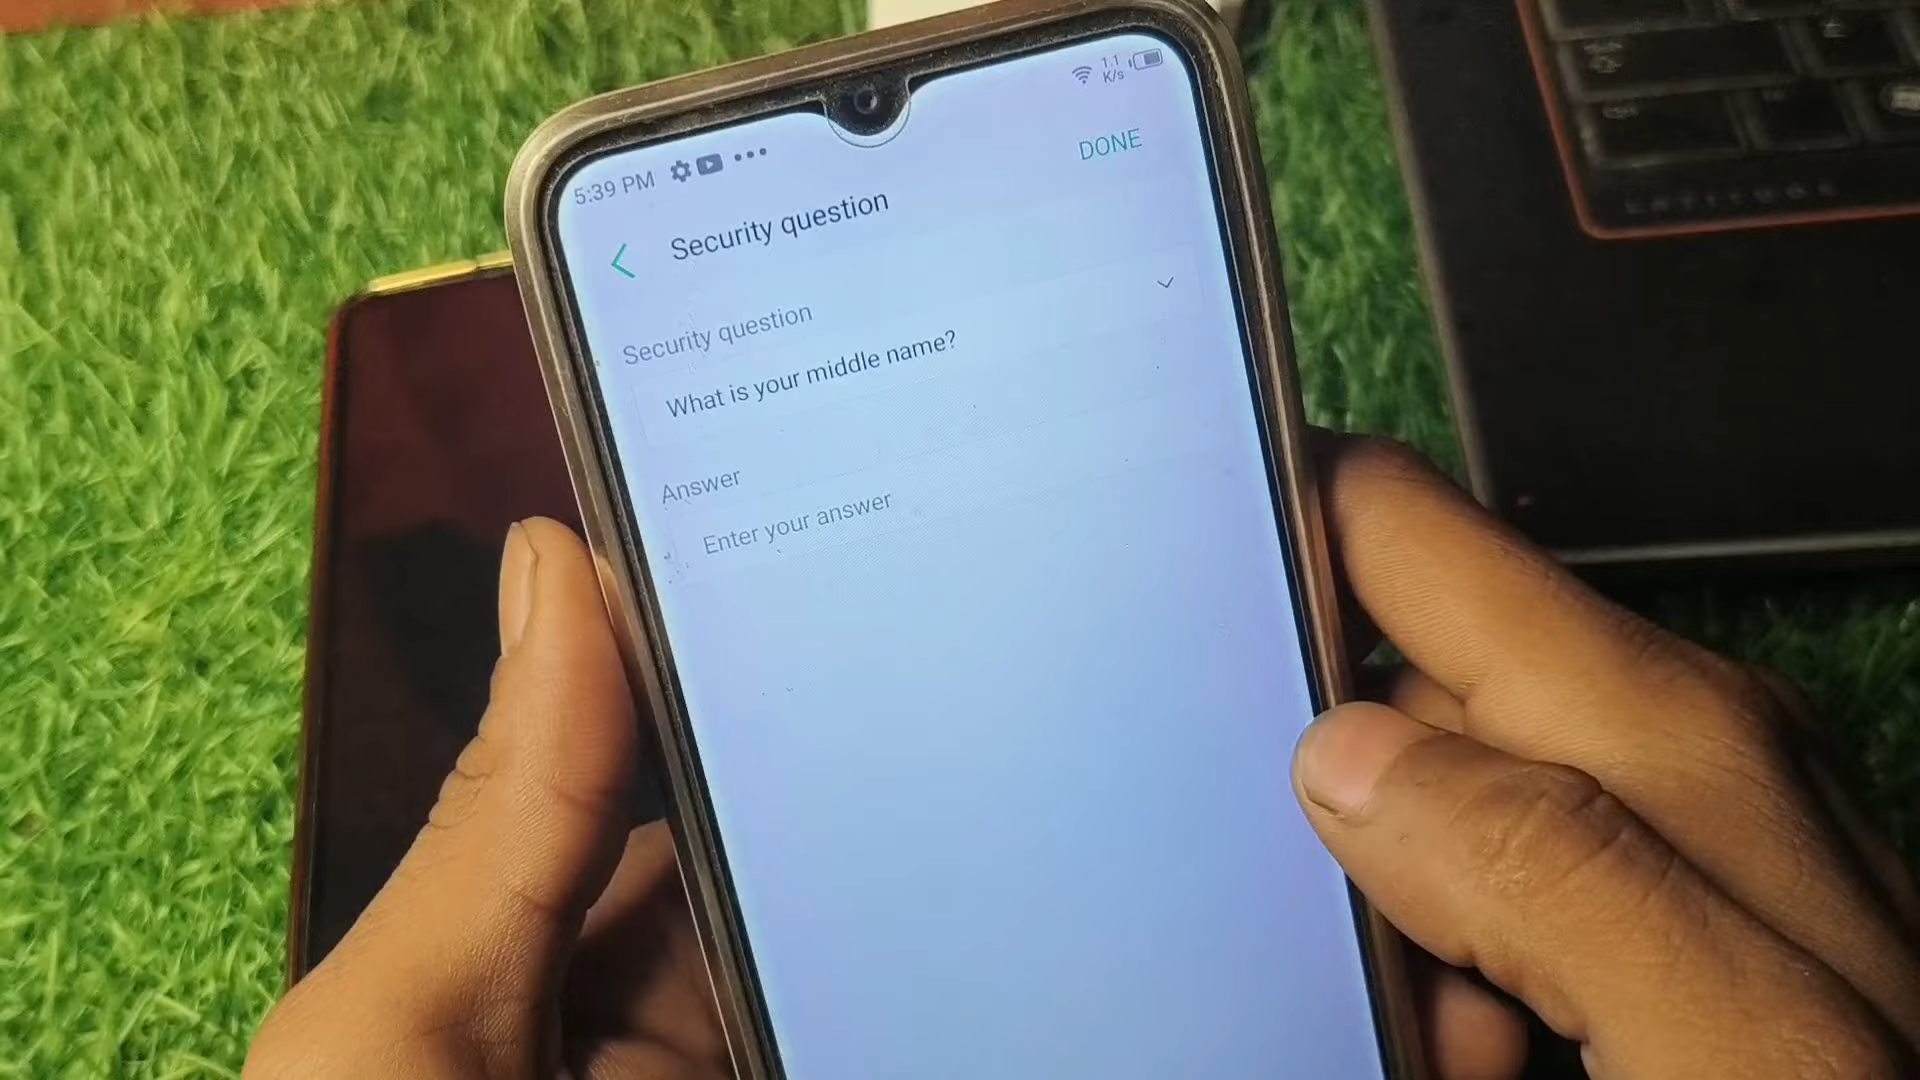 1.1
K/s
5:39 PM
DONE
Security question
Security question
What is your middle name?
Answer
Enter your answer
LATITUDE